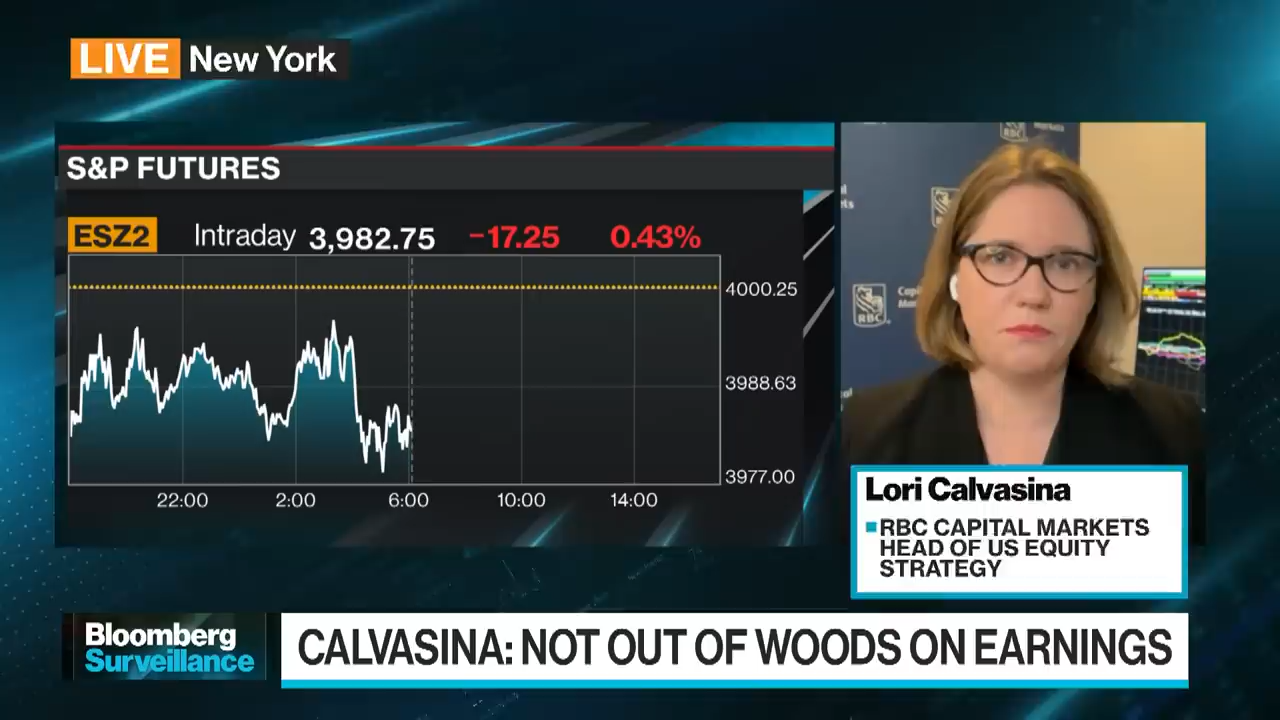 LIVE New York
S&P FUTURES
ESZ2 Intraday 3,982.75 −17.25 0.43%
4000.25
3988.63
3977.00
22:00 2:00 6:00 10:00 14:00
RBC
RBC
Lori Calvasina
RBC CAPITAL MARKETS
HEAD OF US EQUITY
STRATEGY
Bloomberg
Surveillance
CALVASINA: NOT OUT OF WOODS ON EARNINGS